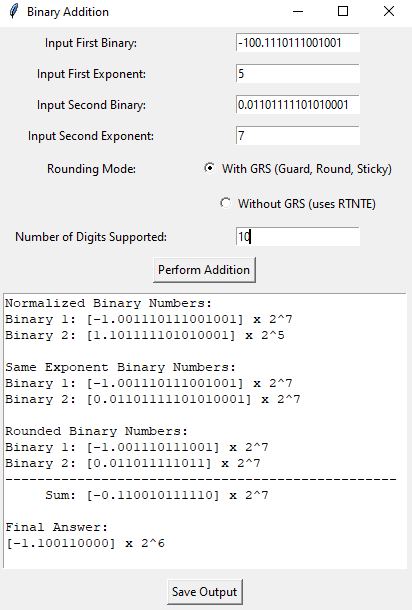 Binary Addition
Input First Binary: -100.1110111001001
Input First Exponent: 5
Input Second Binary: 0.01101111101010001
Input Second Exponent: 7
Rounding Mode: With GRS (Guard, Round, Sticky)
Without GRS (uses RTNTE)
Number of Digits Supported: 10
Perform Addition
Normalized Binary Numbers:
Binary 1: [-1.001110111001001] x 2^7
Binary 2: [1.101111101010001] x 2^5
Same Exponent Binary Numbers:
Binary 1: [-1.001110111001001] x 2^7
Binary 2: [0.01101111101010001] x 2^7
Rounded Binary Numbers:
Binary 1: [-1.001110111001] x 2^7
Binary 2: [0.011011111011] x 2^7
--------------------------------------------------
Sum: [-0.110010111110] x 2^7
Final Answer:
[-1.100110000] x 2^6
Save Output